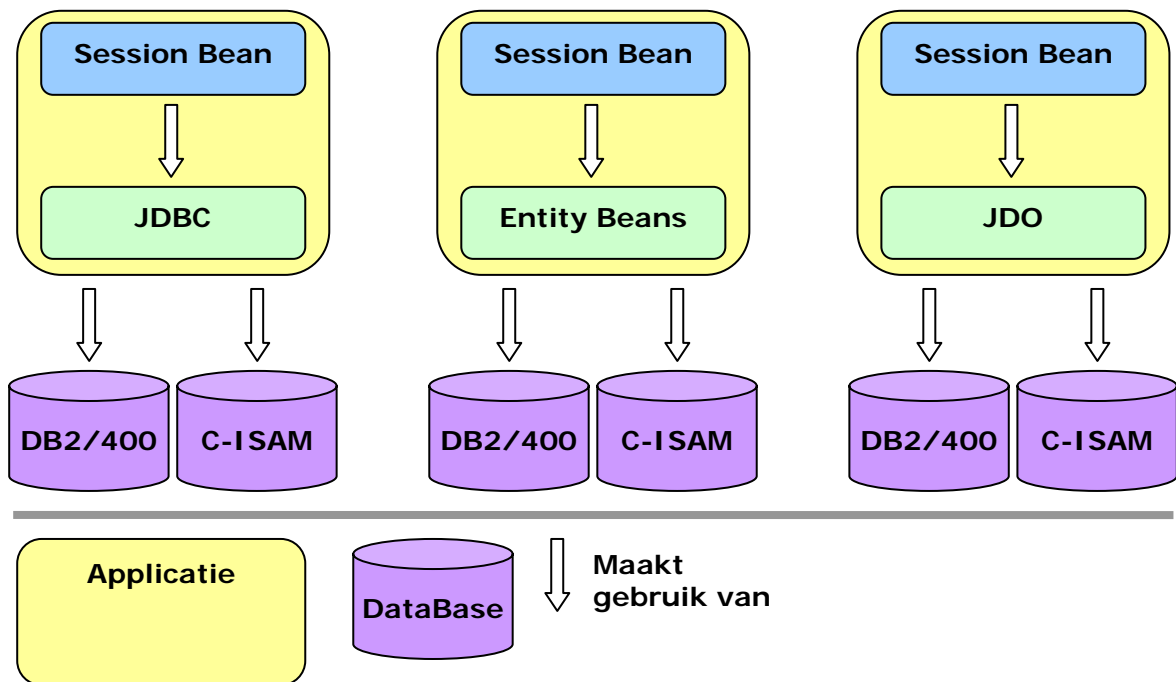 Session Bean
Session Bean
Session Bean
JDBC
Entity Beans
JDO
DB2/400
C-ISAM
DB2/400
C-ISAM
DB2/400
C-ISAM
Applicatie
DataBase
Maakt
gebruik van